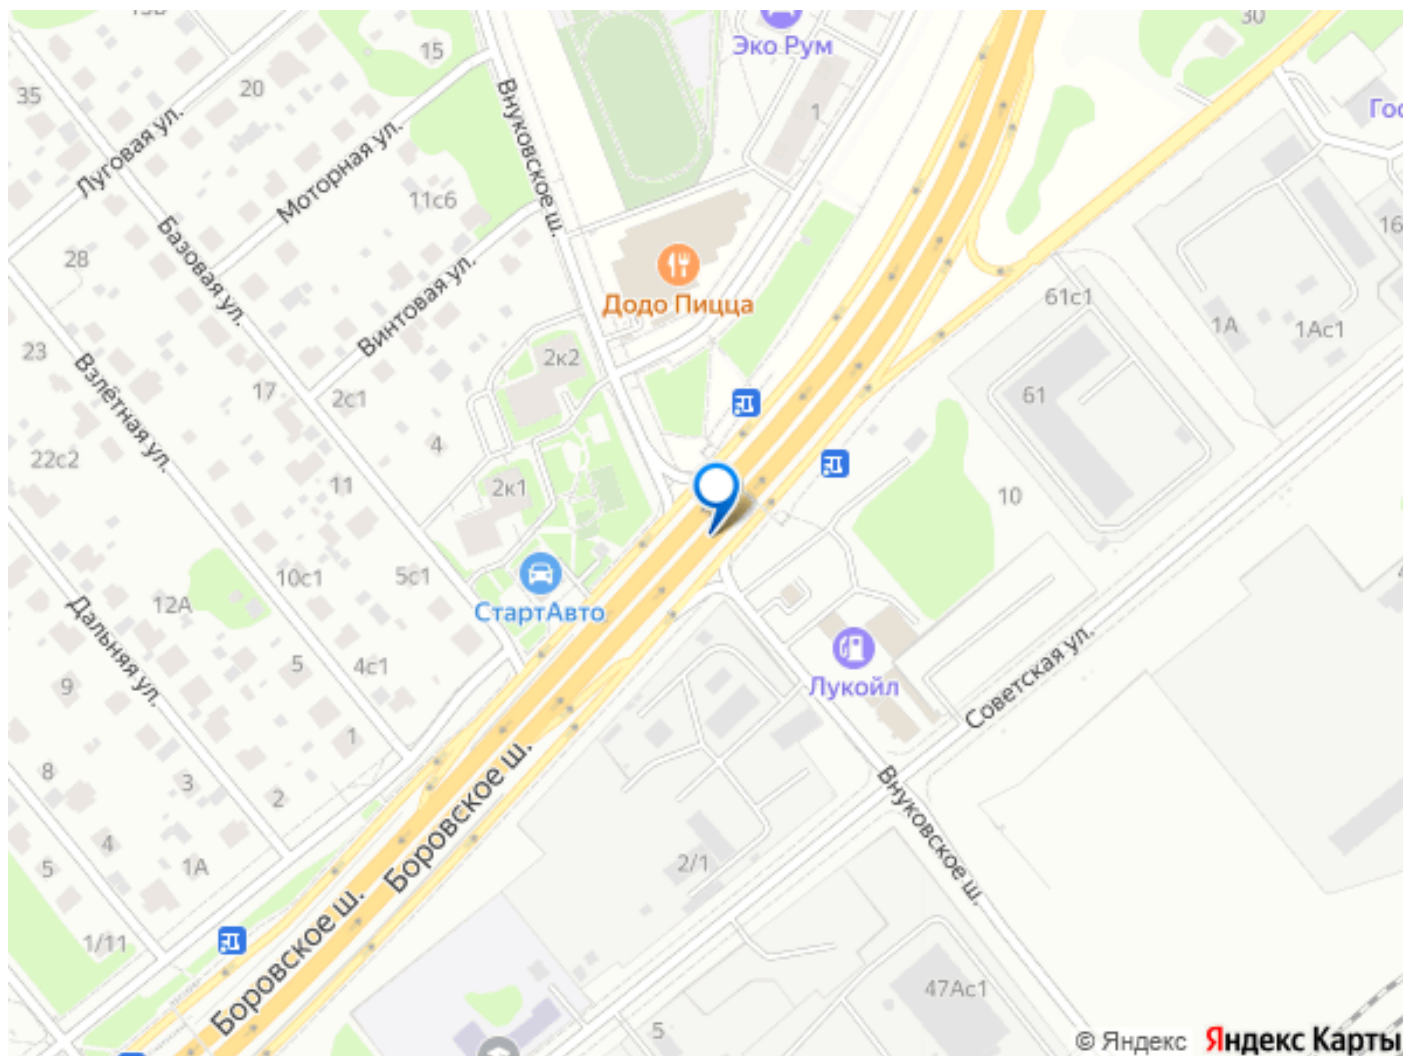 30
Эко Рум
15
35
20
Внуковское ш.
Гос
1
Луговая ул.
Моторная ул.
11с6
16
28
Базовая ул.
Винтовая ул.
Додо Пицца
61с1
1А
1Ас1
23
Взлётная ул.
2к2
17
2с1
61
4
22с2
11
2к1
10
10с1
5с1
12А
СтартАвто
Дальняя ул.
5
4с1
9
Лукойл
Советская ул.
1
8
3
2
Боровское ш.
Внуковское ш.
4
5
1А
2/1
Боровское ш.
1/11
47Ас1
5
© Яндекс Яндекс Карты